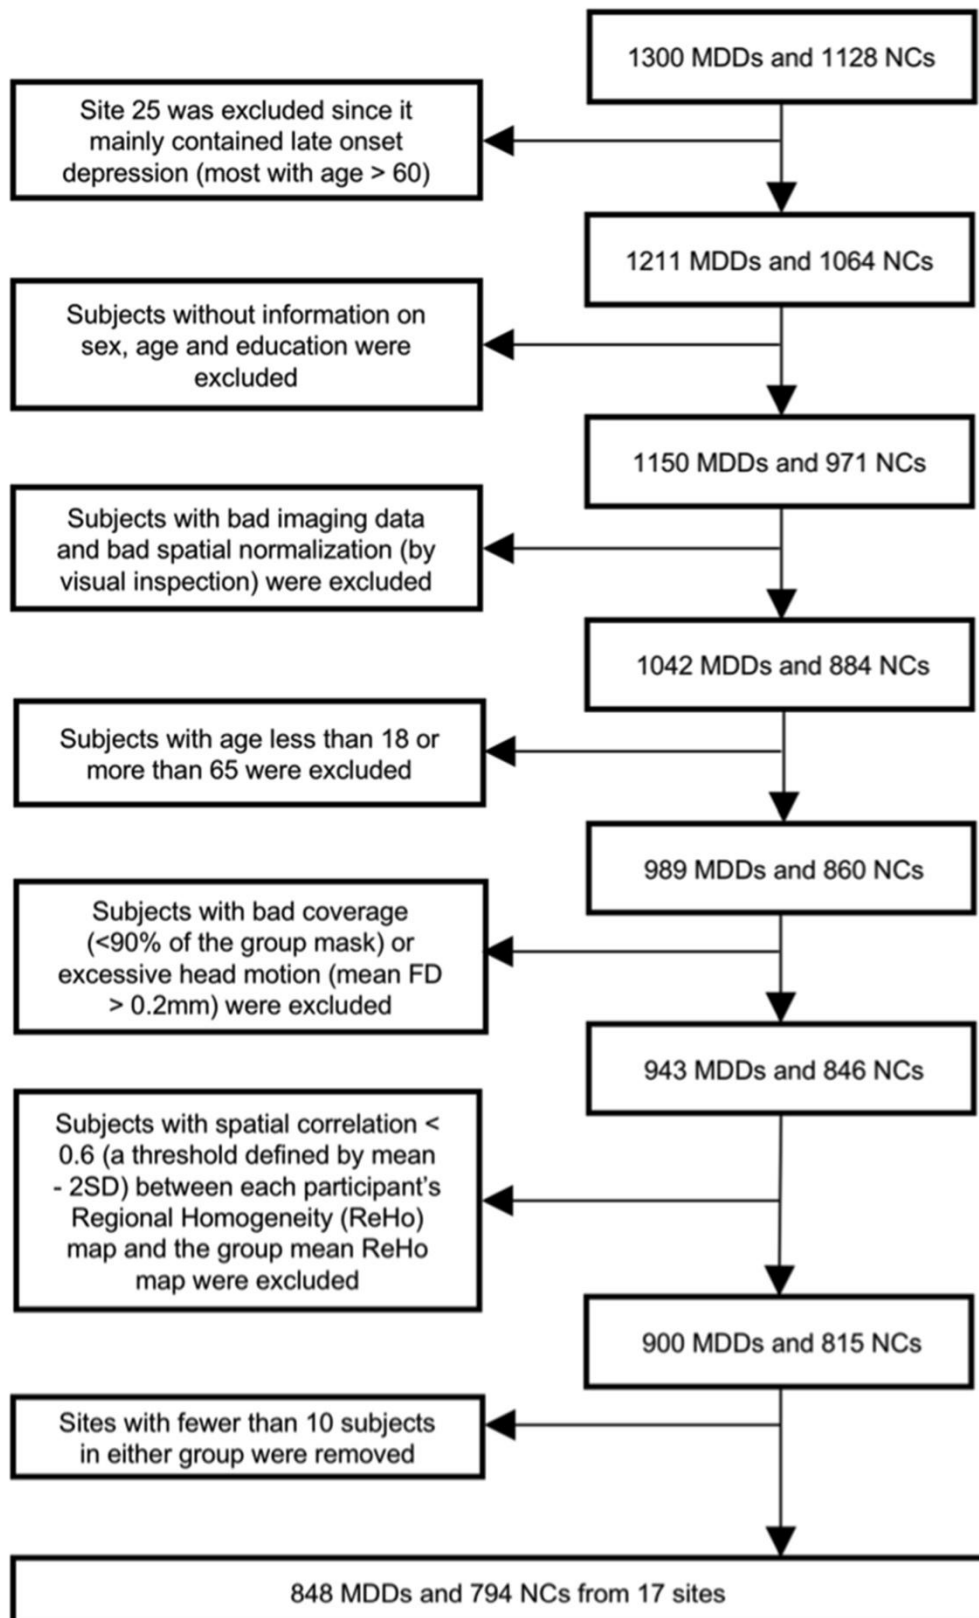 1300 MDDs and 1128 NCs
Site 25 was excluded since it
mainly contained late onset
depression (most with age > 60)
1211 MDDs and 1064 NCs
Subjects without information on
sex, age and education were
excluded
1150 MDDs and 971 NCs
Subjects with bad imaging data
and bad spatial normalization (by
visual inspection) were excluded
1042 MDDs and 884 NCs
Subjects with age less than 18 or
more than 65 were excluded
989 MDDs and 860 NCs
Subjects with bad coverage
(<90% of the group mask) or
excessive head motion (mean FD
> 0.2mm) were excluded
943 MDDs and 846 NCs
Subjects with spatial correlation <
0.6 (a threshold defined by mean
- 2SD) between each participant's
Regional Homogeneity (ReHo)
map and the group mean ReHo
map were excluded
900 MDDs and 815 NCs
Sites with fewer than 10 subjects
in either group were removed
848 MDDs and 794 NCs from 17 sites